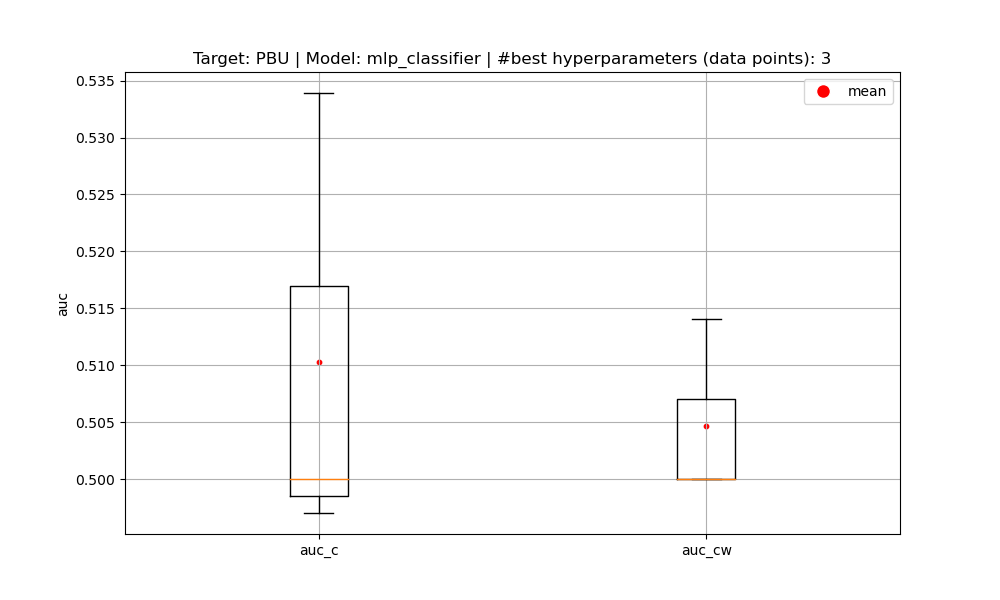 Target: PBU | Model: mlp_classifier | #best hyperparameters (data points): 3
mean
0.535
0.530
0.525
0.520
0.515
0.510
0.505
0.500
auc
auc_c
auc_cw